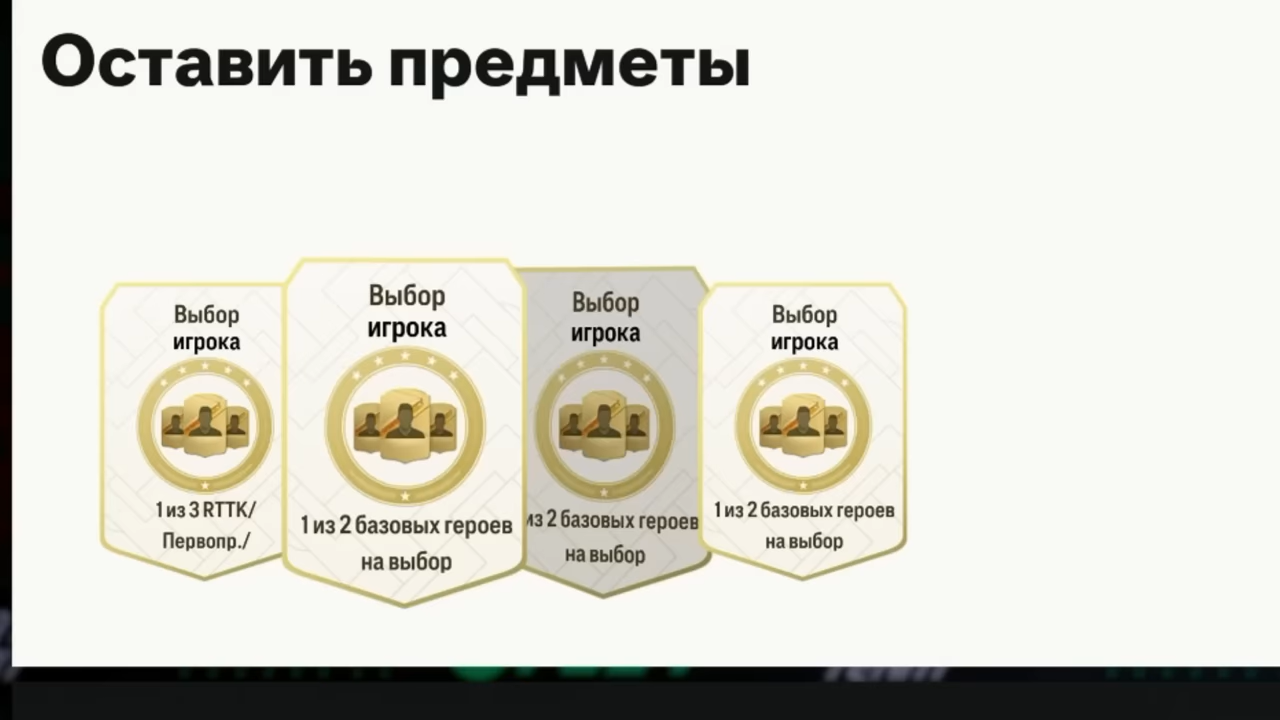 Оставить предметы
Выбор
игрока
1 из 3 RTTK/
Первопр./
Выбор
игрока
1 из 2 базовых героев
на выбор
Выбор
игрока
из 2 базовых героев
на выбор
Выбор
игрока
1 из 2 базовых героев
на выбор